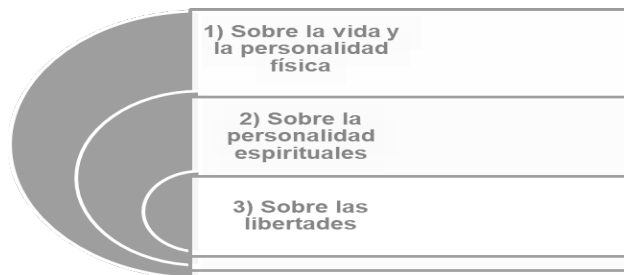 1) Sobre la vida y
la personalidad
física
2) Sobre la
personalidad
espirituales
3) Sobre las
libertades